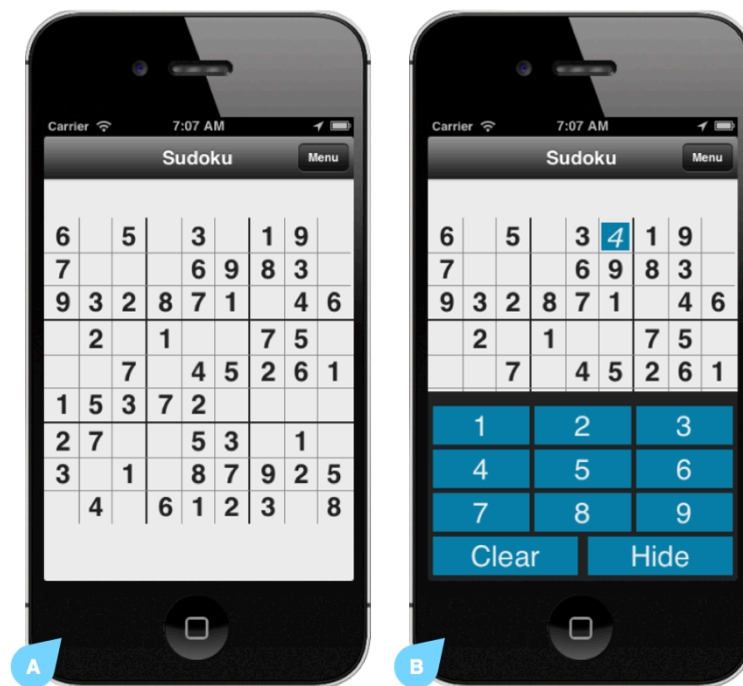 Carrier 7:07 AM
Sudoku Menu
6 5 3 1 9
7 6 9 8 3
9 3 2 8 7 1 4 6
2 1 7 5
7 4 5 2 6 1
1 5 3 7 2
2 7 5 3 1
3 1 8 7 9 2 5
4 6 1 2 3 8
A
Carrier 7:07 AM
Sudoku Menu
6 5 3 4 1 9
7 6 9 8 3
9 3 2 8 7 1 4 6
2 1 7 5
7 4 5 2 6 1
1 2 3
4 5 6
7 8 9
Clear Hide
B